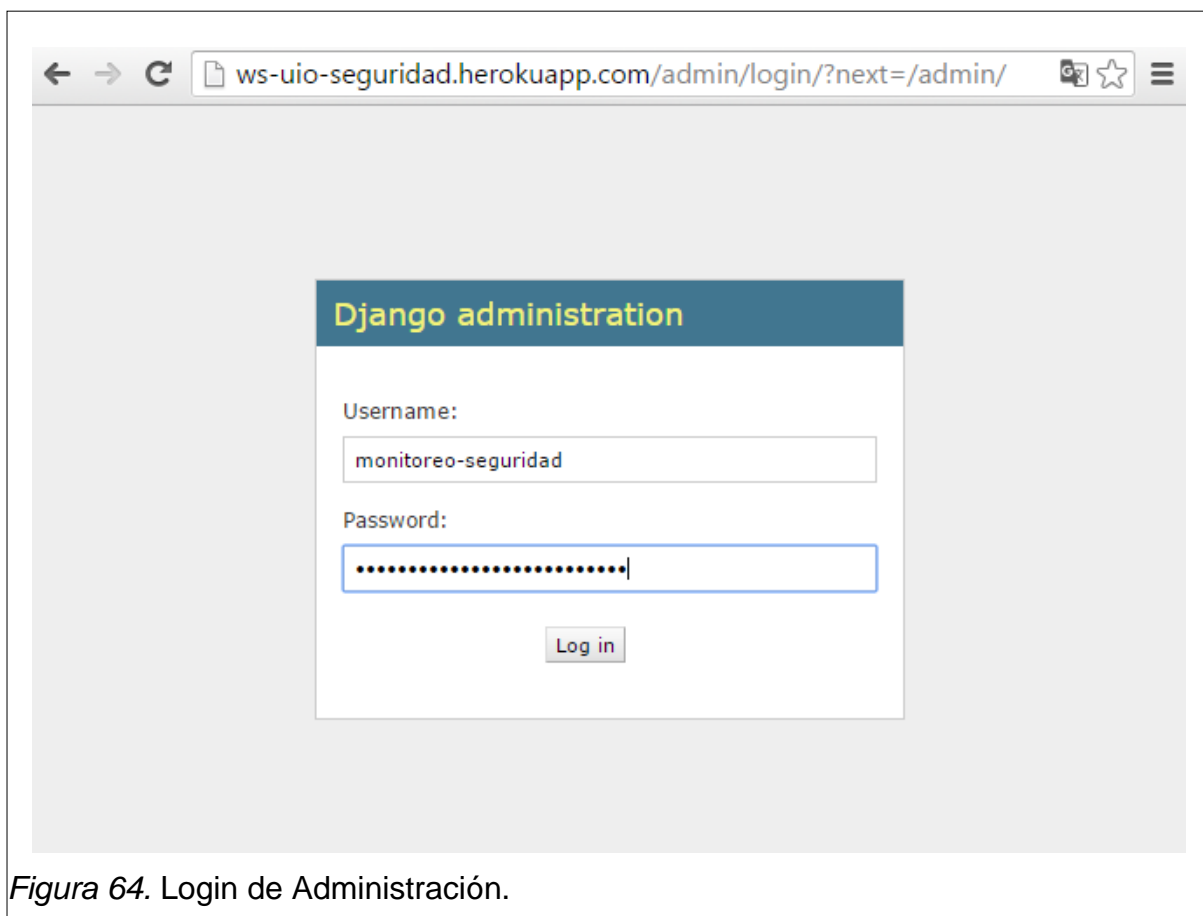 ws-uio-seguridad.herokuapp.com/admin/login/?next=/admin/
Django administration
Username:
monitoreo-seguridad
Password:
••••••••••••••••••••••••••
Log in
Figura 64. Login de Administración.